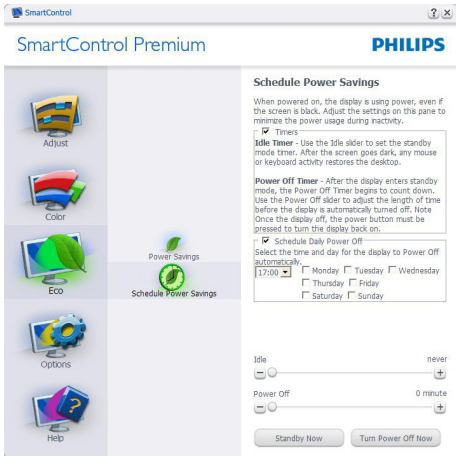 SmartControl
SmartControl Premium
PHILIPS
Adjust
Color
Eco
Options
Help
Power Savings
Schedule Power Savings
Schedule Power Savings
When powered on, the display is using power, even if
the screen is black. Adjust the settings on this pane to
minimize the power usage during inactivity.
Timers
Idle Timer - Use the Idle slider to set the standby
mode timer. After the screen goes dark, any mouse
or keyboard activity restores the desktop.
Power Off Timer - After the display enters standby
mode, the Power Off Timer begins to count down.
Use the Power Off slider to adjust the length of time
before the display is automatically turned off. Note
Once the display off, the power button must be
pressed to turn the display back on.
Schedule Daily Power Off
Select the time and day for the display to Power Off
automatically.
17:00 Monday Tuesday Wednesday
Thursday Friday
Saturday Sunday
Idle never
Power Off 0 minute
Standby Now Turn Power Off Now